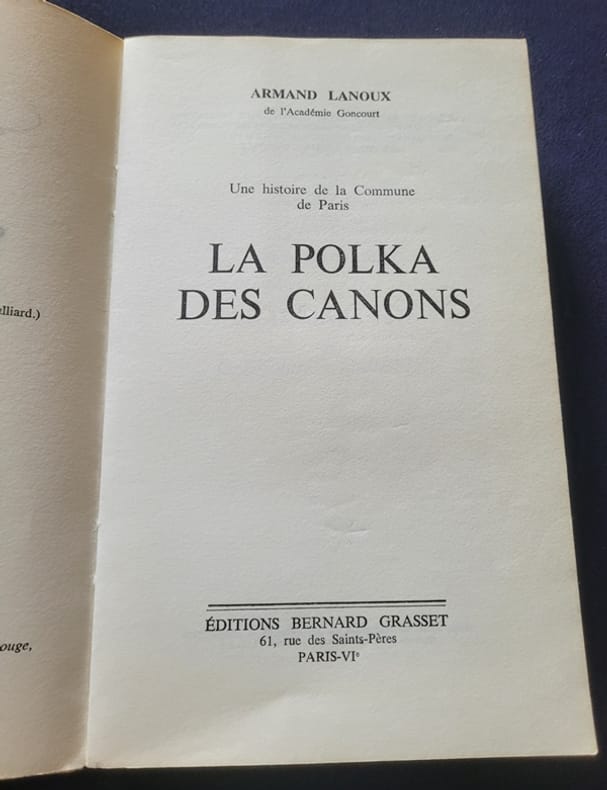 ARMAND LANOUX
de l'Académie Goncourt
Une histoire de la Commune
de Paris
LA POLKA
DES CANONS
ÉDITIONS BERNARD GRASSET
61, rue des Saints-Pères
PARIS-VIᵉ